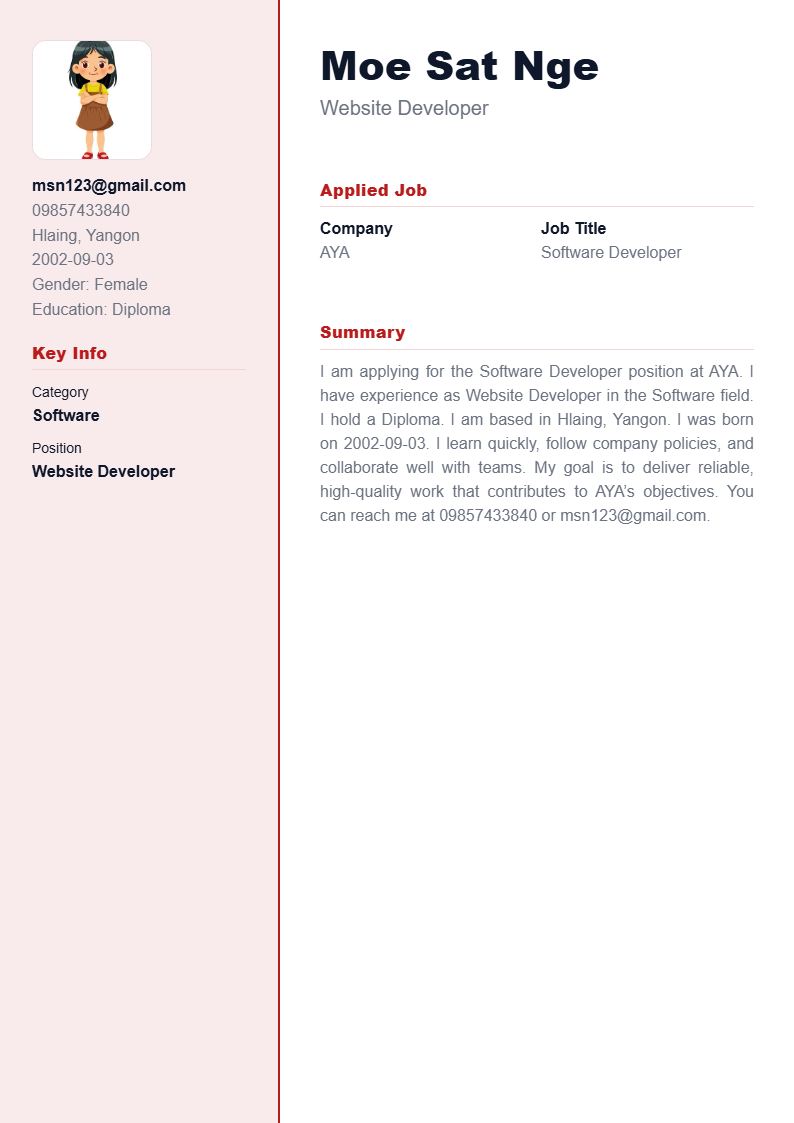 msn123@gmail.com
09857433840
Hlaing, Yangon
2002-09-03
Gender: Female
Education: Diploma
Key Info
Category
Software
Position
Website Developer
Moe Sat Nge
Website Developer
Applied Job
Company
AYA
Job Title
Software Developer
Summary
I am applying for the Software Developer position at AYA. I
have experience as Website Developer in the Software field.
I hold a Diploma. I am based in Hlaing, Yangon. I was born
on 2002-09-03. I learn quickly, follow company policies, and
collaborate well with teams. My goal is to deliver reliable,
high-quality work that contributes to AYA’s objectives. You
can reach me at 09857433840 or msn123@gmail.com.